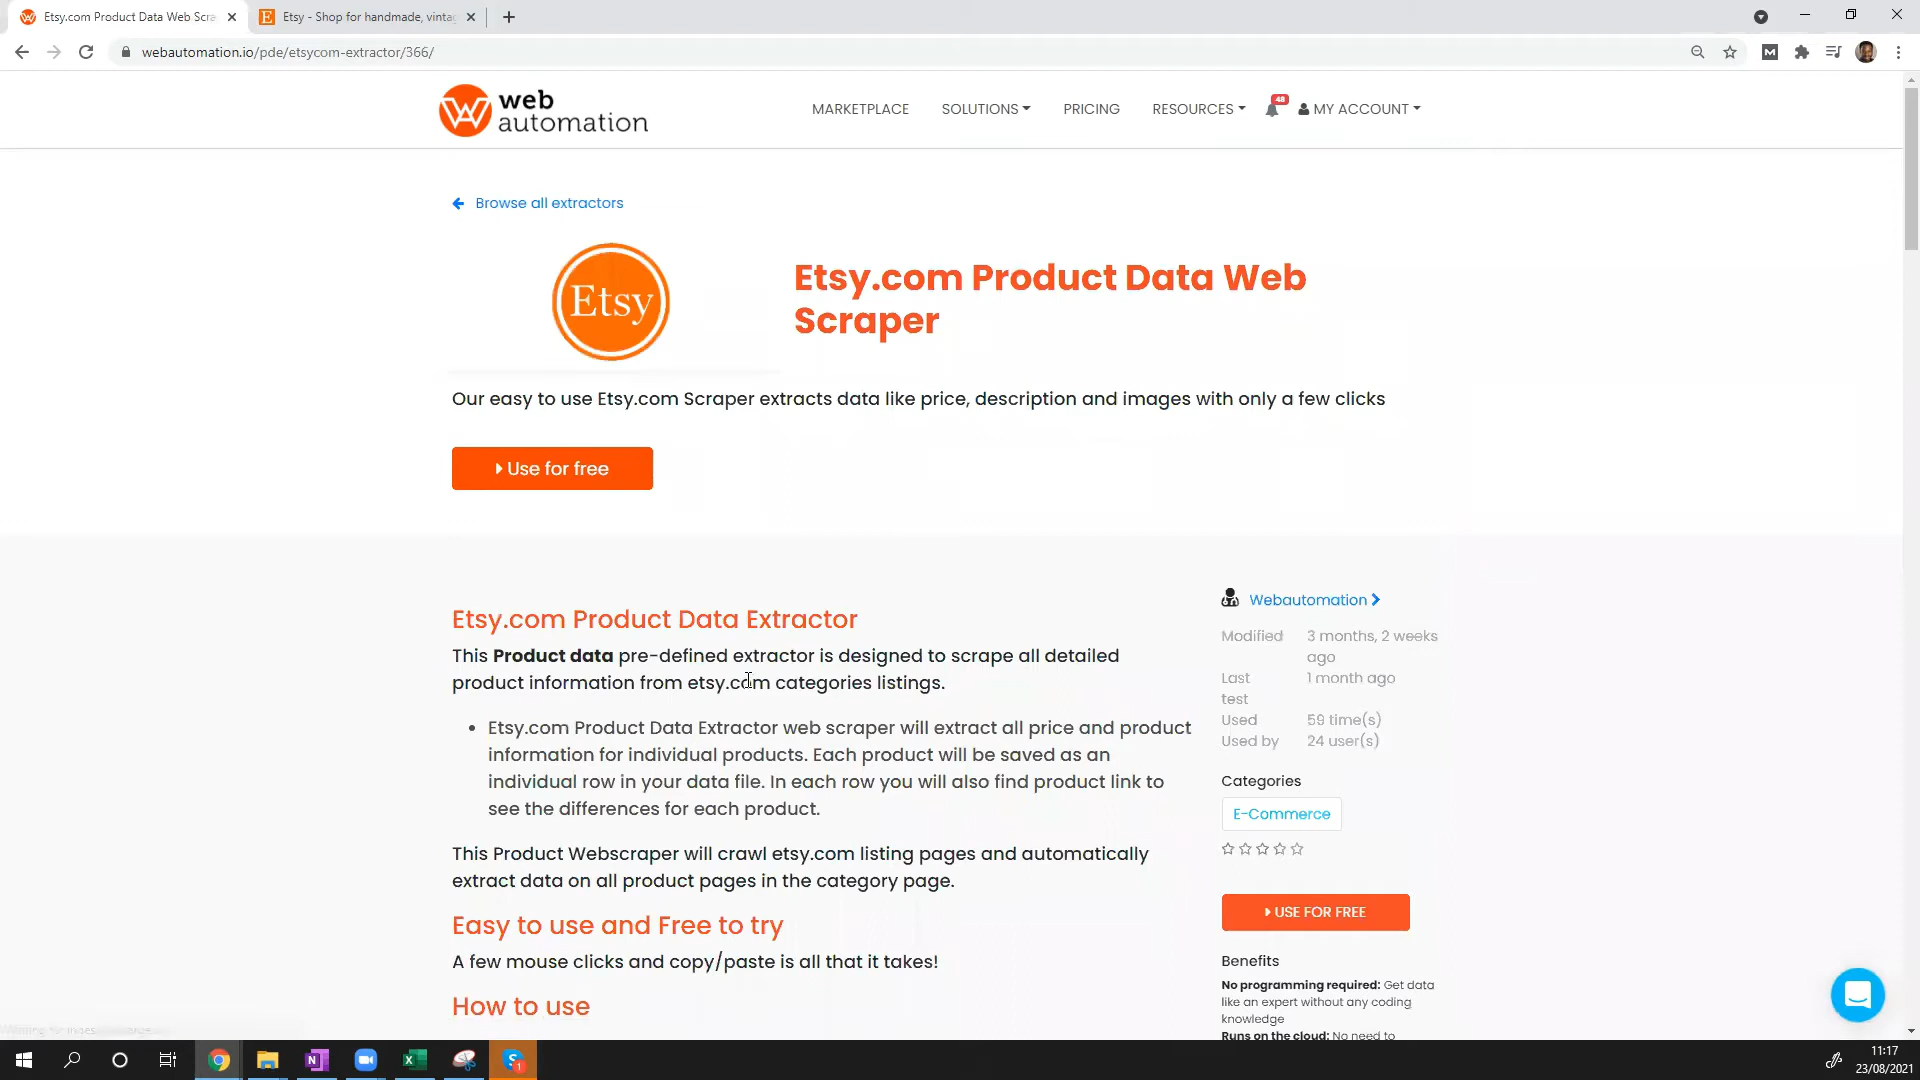 Etsy.com Product Data Web Scra
Etsy - Shop for handmade, vintag
webautomation.io/pde/etsycom-extractor/366/
web
automation
MARKETPLACE
SOLUTIONS
PRICING
RESOURCES
48
MY ACCOUNT
Browse all extractors
Etsy
Etsy.com Product Data Web
Scraper
Our easy to use Etsy.com Scraper extracts data like price, description and images with only a few clicks
Use for free
Etsy.com Product Data Extractor
This Product data pre-defined extractor is designed to scrape all detailed
product information from etsy.com categories listings.
• Etsy.com Product Data Extractor web scraper will extract all price and product
information for individual products. Each product will be saved as an
individual row in your data file. In each row you will also find product link to
see the differences for each product.
This Product Webscraper will crawl etsy.com listing pages and automatically
extract data on all product pages in the category page.
Easy to use and Free to try
A few mouse clicks and copy/paste is all that it takes!
How to use
Webautomation
Modified 3 months, 2 weeks
ago
Last 1 month ago
test
Used 59 time(s)
Used by 24 user(s)
Categories
E-Commerce
USE FOR FREE
Benefits
No programming required: Get data
like an expert without any coding
knowledge
Runs on the cloud: No need to
11:17
23/08/2021